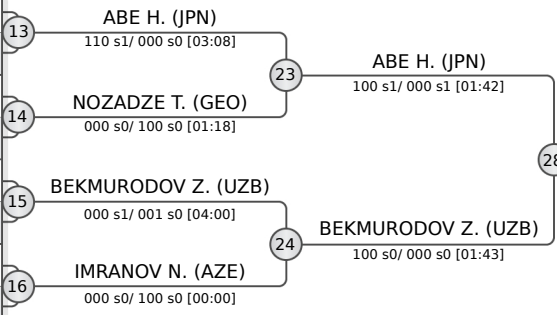 ABE H. (JPN)
13
110 s1/ 000 s0 [03:08]
23
ABE H. (JPN)
100 s1/ 000 s1 [01:42]
NOZADZE T. (GEO)
14
000 s0/ 100 s0 [01:18]
28
BEKMURODOV Z. (UZB)
15
000 s1/ 001 s0 [04:00]
24
BEKMURODOV Z. (UZB)
100 s0/ 000 s0 [01:43]
IMRANOV N. (AZE)
16
000 s0/ 100 s0 [00:00]